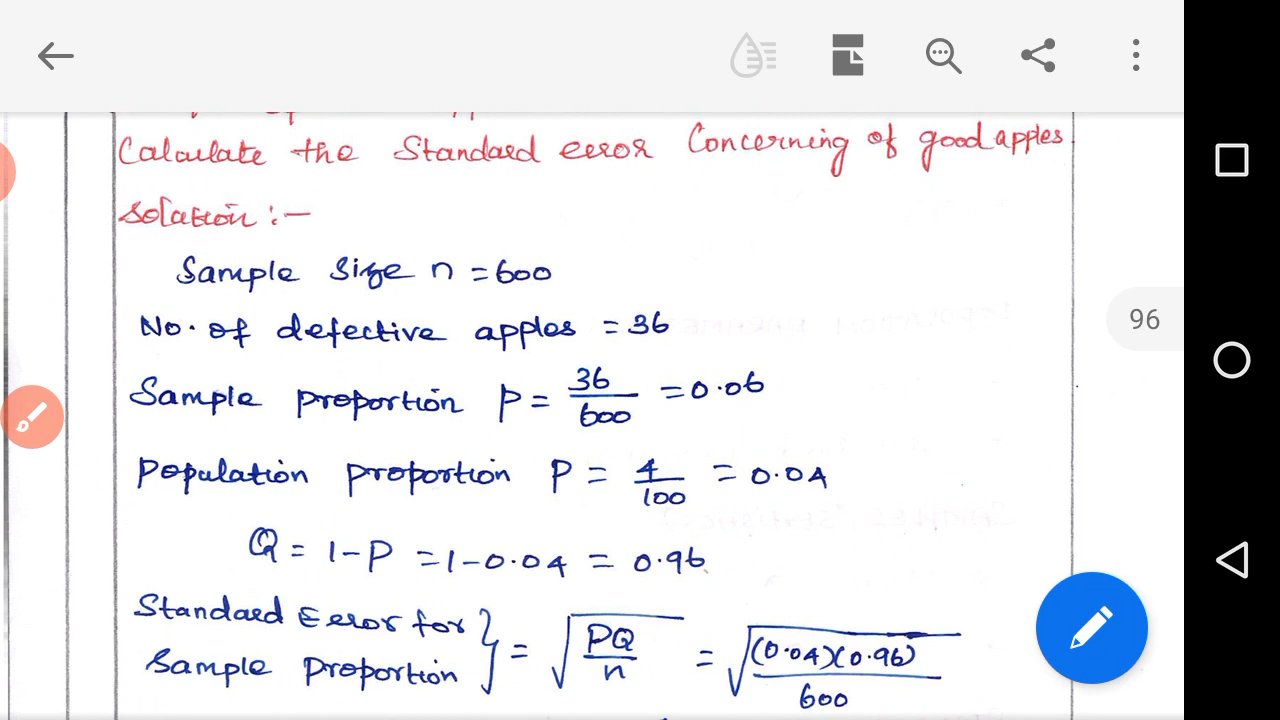 Calculate the Standard error Concerning of good apples.
Solution :-
Sample Size n = 600
No. of defective apples = 36
Sample proportion p = 36/600 = 0.06
Population proportion P = 4/100 = 0.04
Q = 1-P = 1-0.04 = 0.96
Standard Error for
Sample Proportion } = √(PQ/n) = √((0.04)(0.96)/600)
96